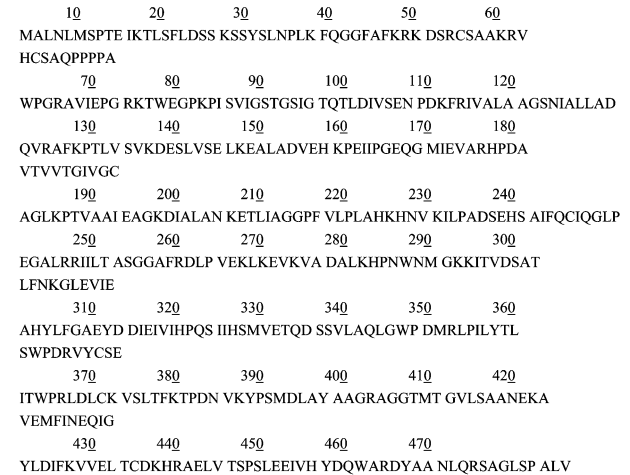 10 20 30 40 50 60
MALNLMSPTE IKTLSFLDSS KSSYSLNPLK FQGGFAFKRK DSRCSAAKRV
HCSAQPPPPA
70 80 90 100 110 120
WPGRAVIEPG RKTWEGPKPI SVIGSTGSIG TQTLDIVSEN PDKFRIVALA AGSNIALLAD
130 140 150 160 170 180
QVRAFKPTLV SVKDESLVSE LKEALADVEH KPEIIPGEQG MIEVARHPDA
VTVVTGIVGC
190 200 210 220 230 240
AGLKPTVAAI EAGKDIALAN KETLIAGGPF VLPLAHKHNV KILPADSEHS AIFQCIQGLP
250 260 270 280 290 300
EGALRRIILT ASGGAFRDLP VEKLKEVKVA DALKHPNWNM GKKITVDSAT
LFNKGLEVIE
310 320 330 340 350 360
AHYLFGAEYD DIEIVIHPQS IIHSMVETQD SSVLAQLGWP DMRLPILYTL
SWPDRVYCSE
370 380 390 400 410 420
ITWPRLDLCK VSLTFKTPDN VKYPSMDLAY AAGRAGGTMT GVLSAANEKA
VEMFINEQIG
430 440 450 460 470
YLDIFKVVEL TCDKHRAELV TSPSLEEIVH YDQWARDYAA NLQRSAGLSP ALV